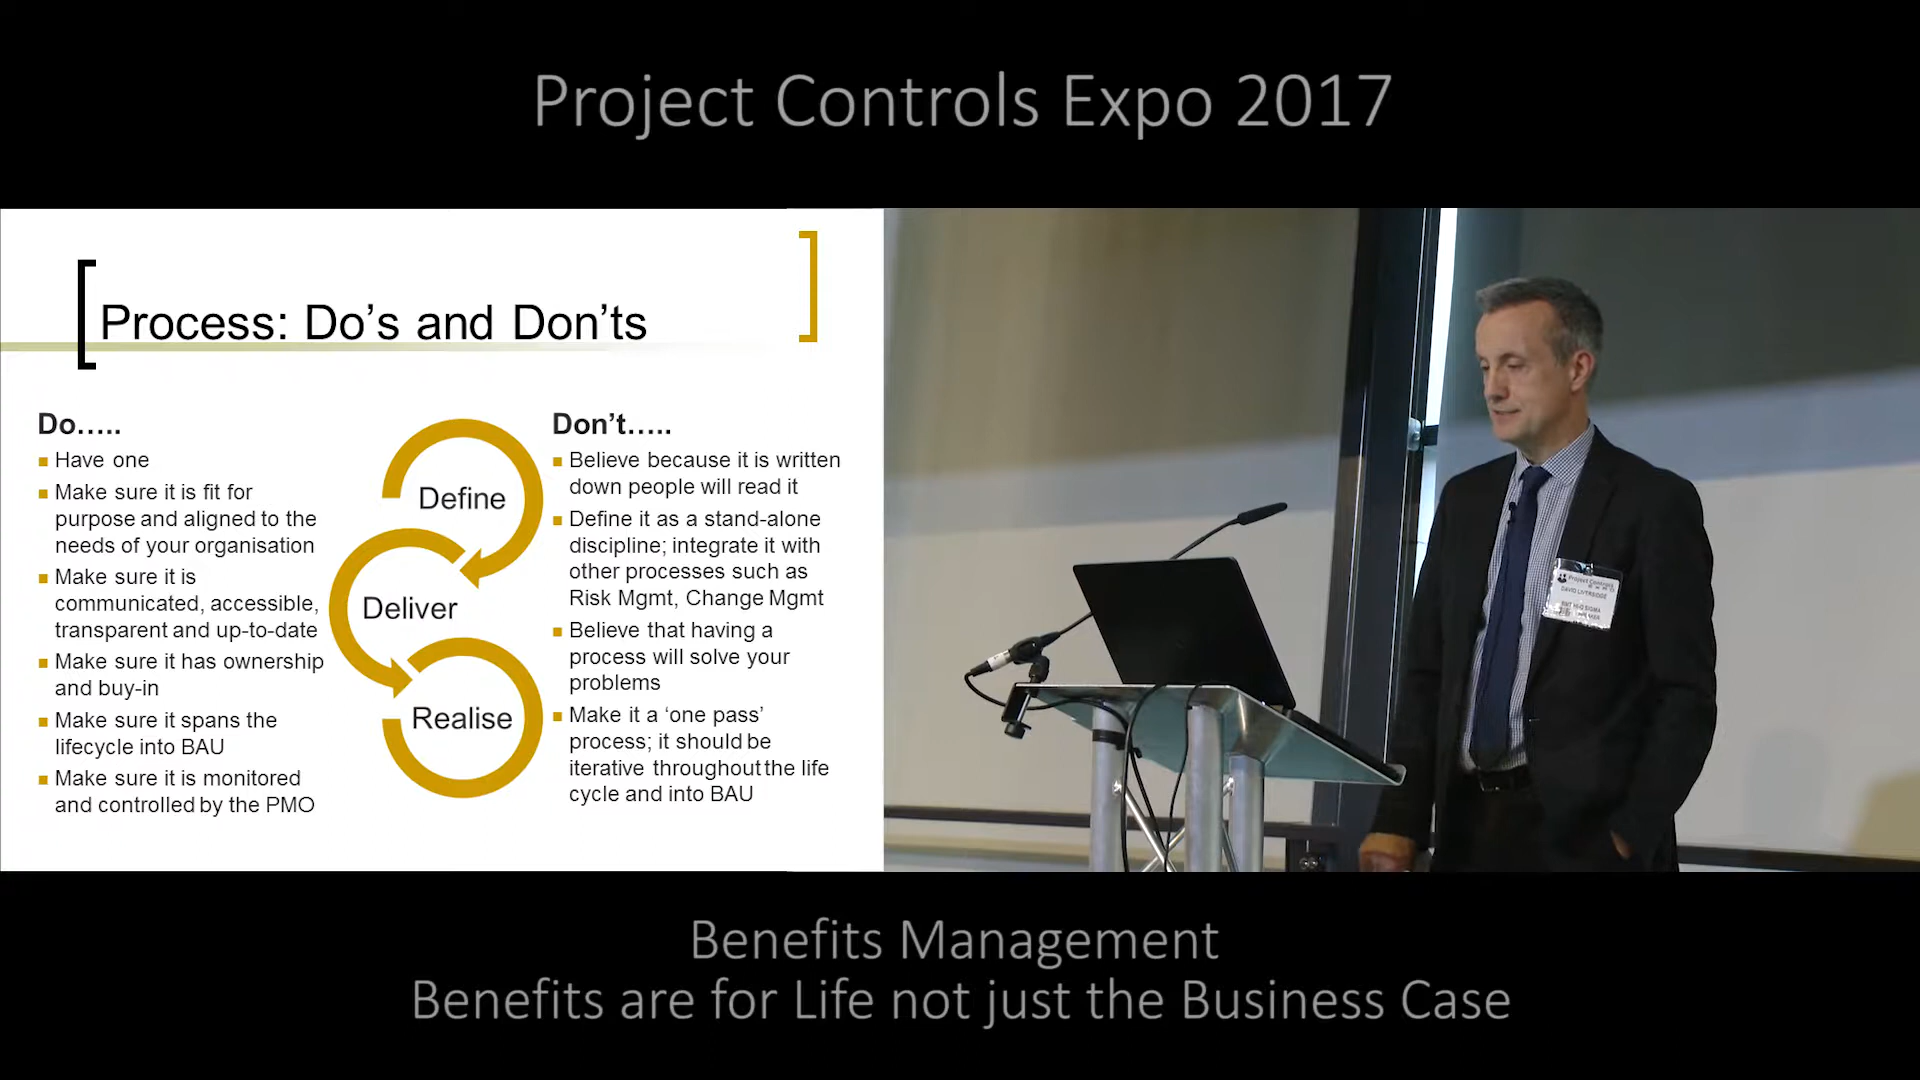 Project Controls Expo 2017
Process: Do’s and Don’ts
Do…..
Have one
Make sure it is fit for
purpose and aligned to the
needs of your organisation
Make sure it is
communicated, accessible,
transparent and up-to-date
Make sure it has ownership
and buy-in
Make sure it spans the
lifecycle into BAU
Make sure it is monitored
and controlled by the PMO
Define
Deliver
Realise
Don’t…..
Believe because it is written
down people will read it
Define it as a stand-alone
discipline; integrate it with
other processes such as
Risk Mgmt, Change Mgmt
Believe that having a
process will solve your
problems
Make it a ‘one pass’
process; it should be
iterative throughout the life
cycle and into BAU
Project Controls
DAVID LIVERSIDGE
Benefits Management
Benefits are for Life not just the Business Case